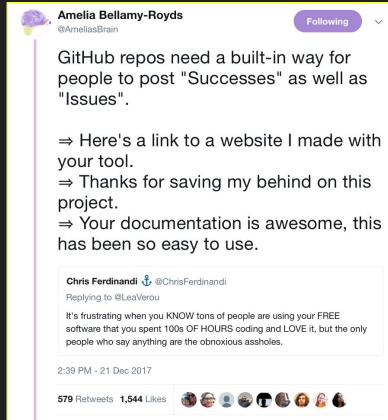 Amelia Bellamy-Royds
@AmeliasBrain
Following
GitHub repos need a built-in way for
people to post "Successes" as well as
"Issues".
⇒ Here's a link to a website I made with
your tool.
⇒ Thanks for saving my behind on this
project.
⇒ Your documentation is awesome, this
has been so easy to use.
Chris Ferdinandi ⚓ @ChrisFerdinandi
Replying to @LeaVerou
It's frustrating when you KNOW tons of people are using your FREE
software that you spent 100s OF HOURS coding and LOVE it, but the only
people who say anything are the obnoxious assholes.
2:39 PM - 21 Dec 2017
579 Retweets 1,544 Likes